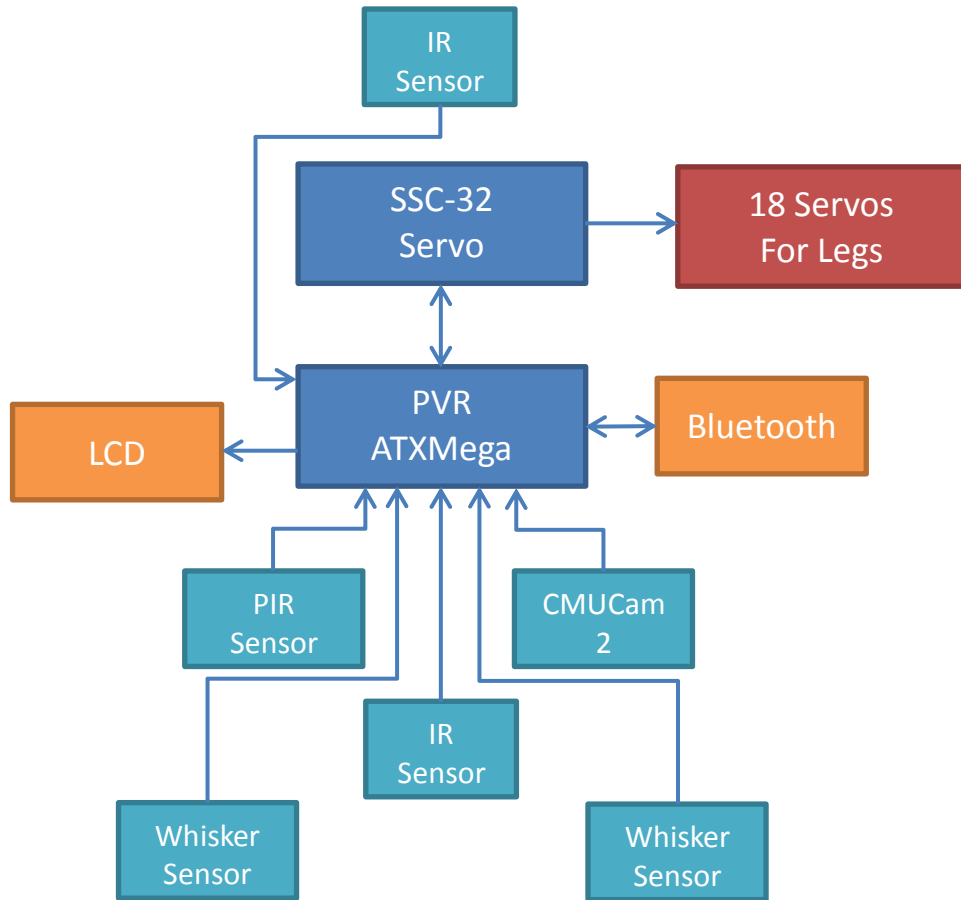 IR
Sensor
SSC-32
Servo
18 Servos
For Legs
PVR
ATXMega
LCD
Bluetooth
PIR
Sensor
CMUCam
2
IR
Sensor
Whisker
Sensor
Whisker
Sensor